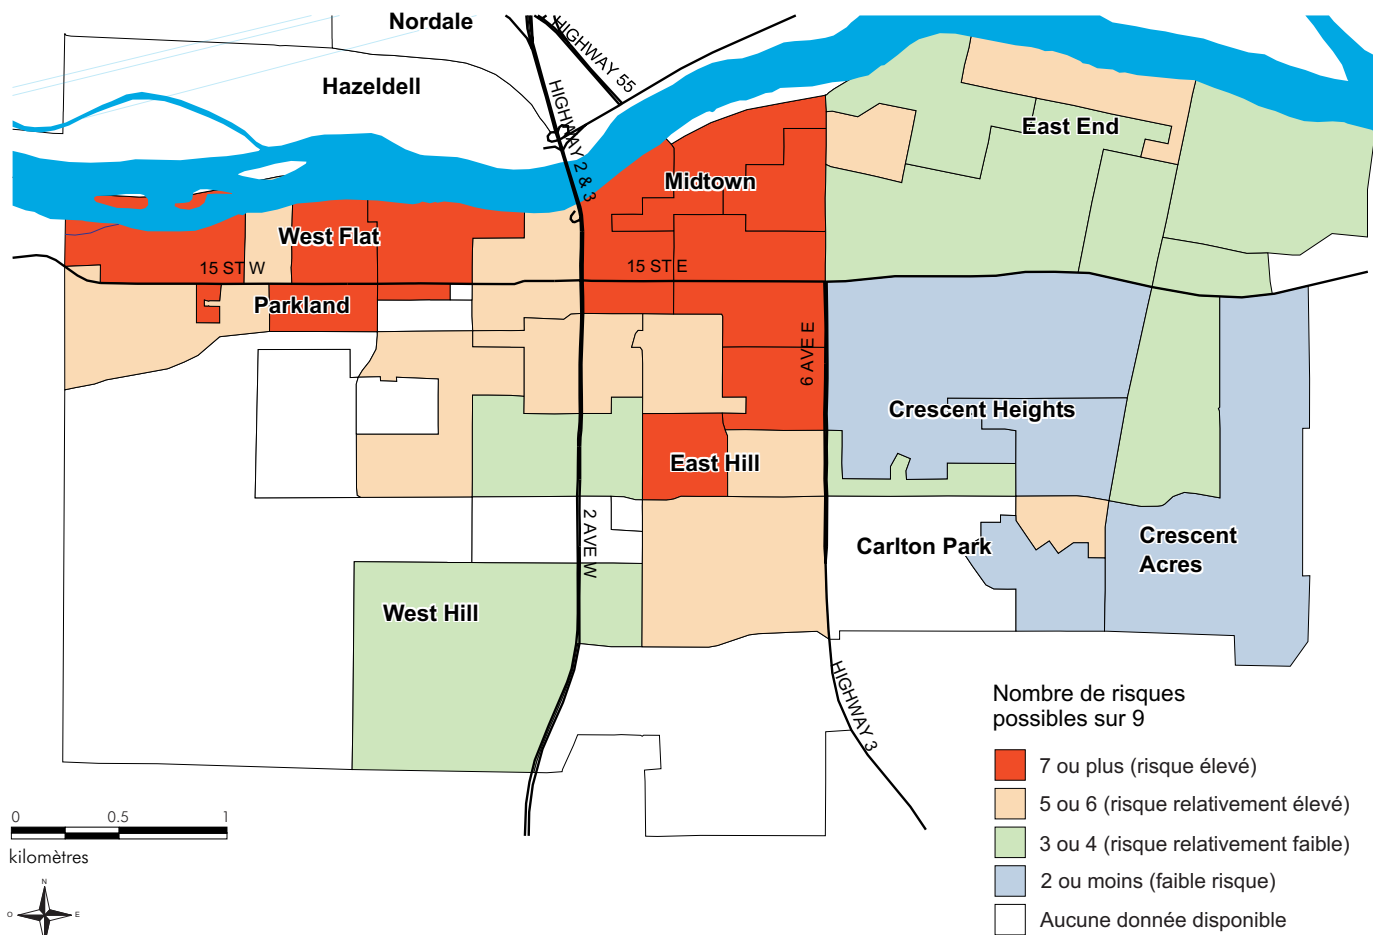 Nordale
HIGHWAY 55
Hazeldell
HIGHWAY 2 & 3
East End
Midtown
West Flat
15 ST W
15 ST E
Parkland
6 AVE E
Crescent Heights
East Hill
2 AVE W
Carlton Park
Crescent
Acres
West Hill
HIGHWAY 3
Nombre de risques
possibles sur 9
7 ou plus (risque élevé)
5 ou 6 (risque relativement élevé)
3 ou 4 (risque relativement faible)
2 ou moins (faible risque)
Aucune donnée disponible
0 0.5 1
kilomètres
N
O E